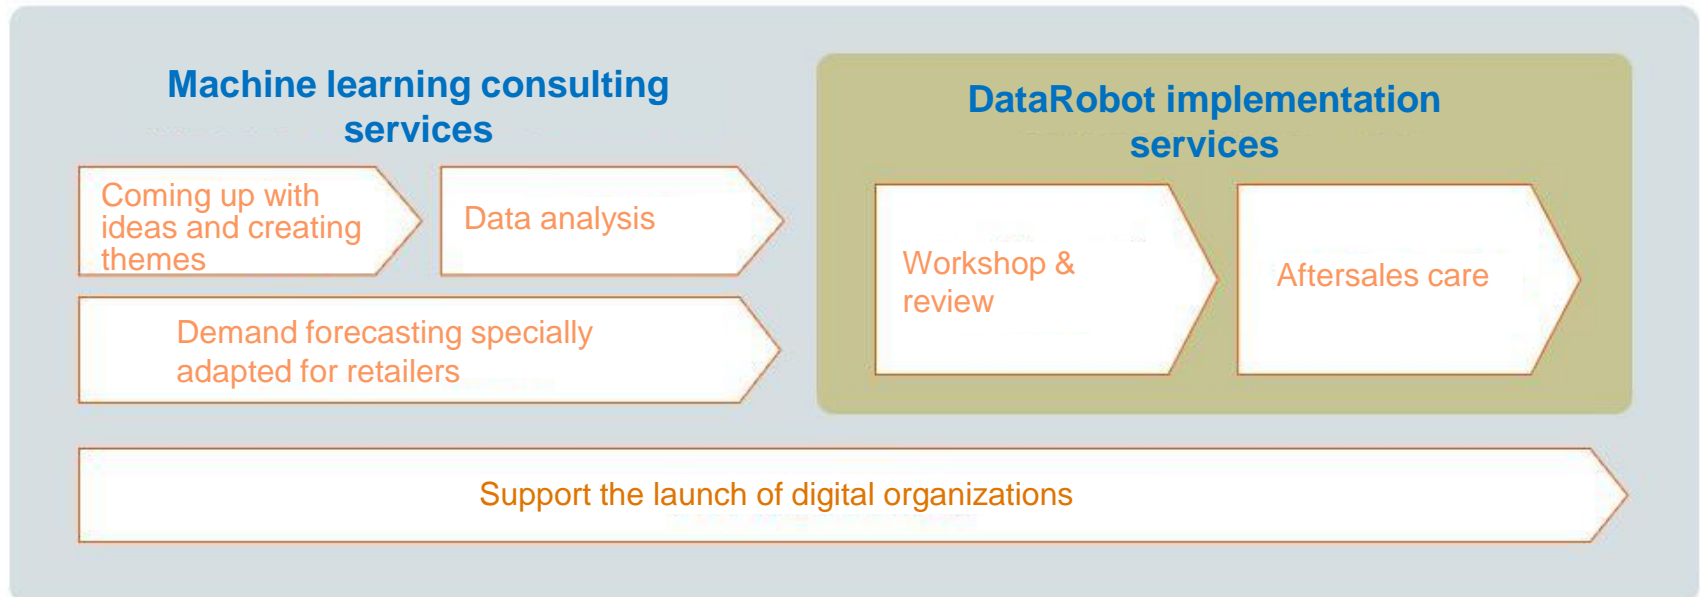 Machine learning consulting
services
Coming up with
ideas and creating
themes
Data analysis
Demand forecasting specially
adapted for retailers
DataRobot implementation
services
Workshop &
review
Aftersales care
Support the launch of digital organizations